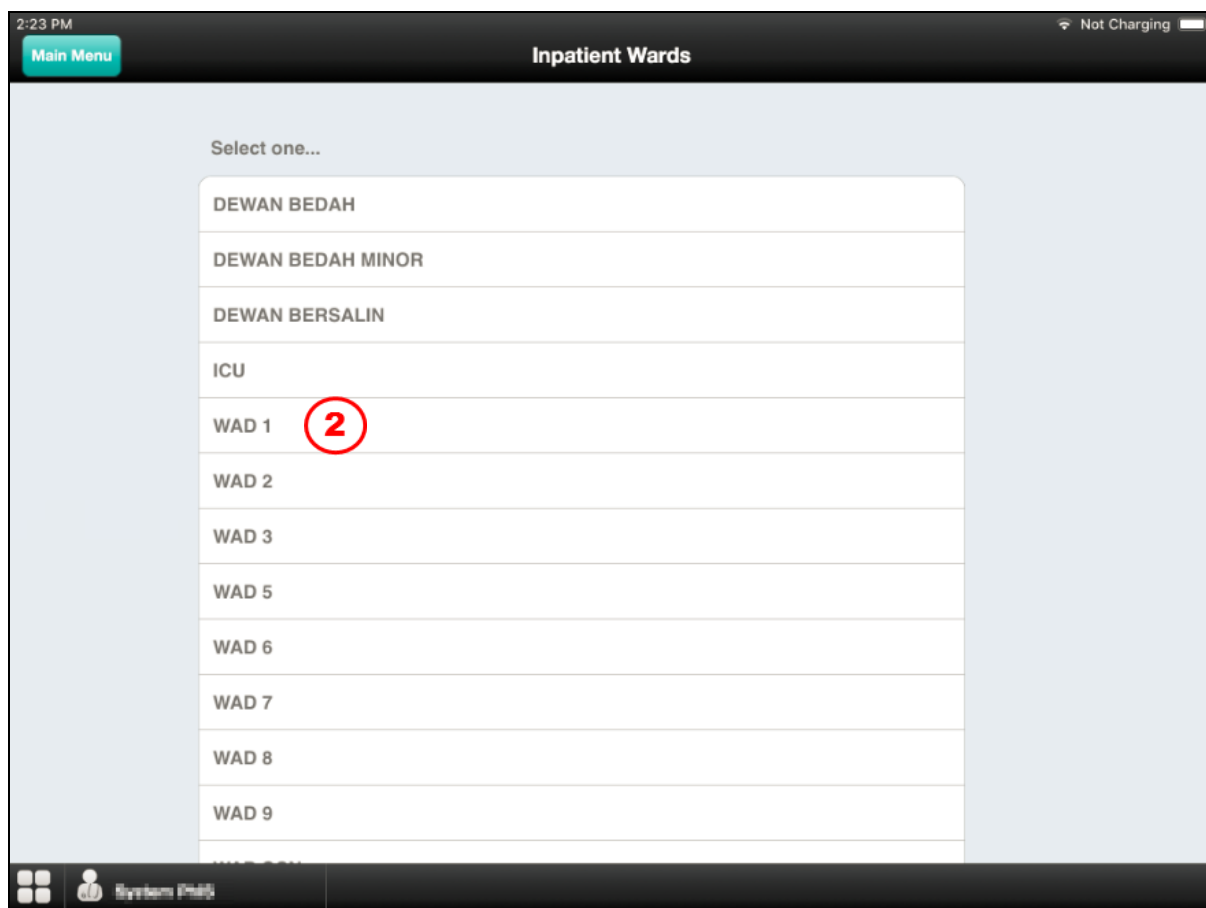 2:23 PM
Not Charging
Main Menu
Inpatient Wards
Select one...
DEWAN BEDAH
DEWAN BEDAH MINOR
DEWAN BERSALIN
ICU
WAD 1
2
WAD 2
WAD 3
WAD 5
WAD 6
WAD 7
WAD 8
WAD 9